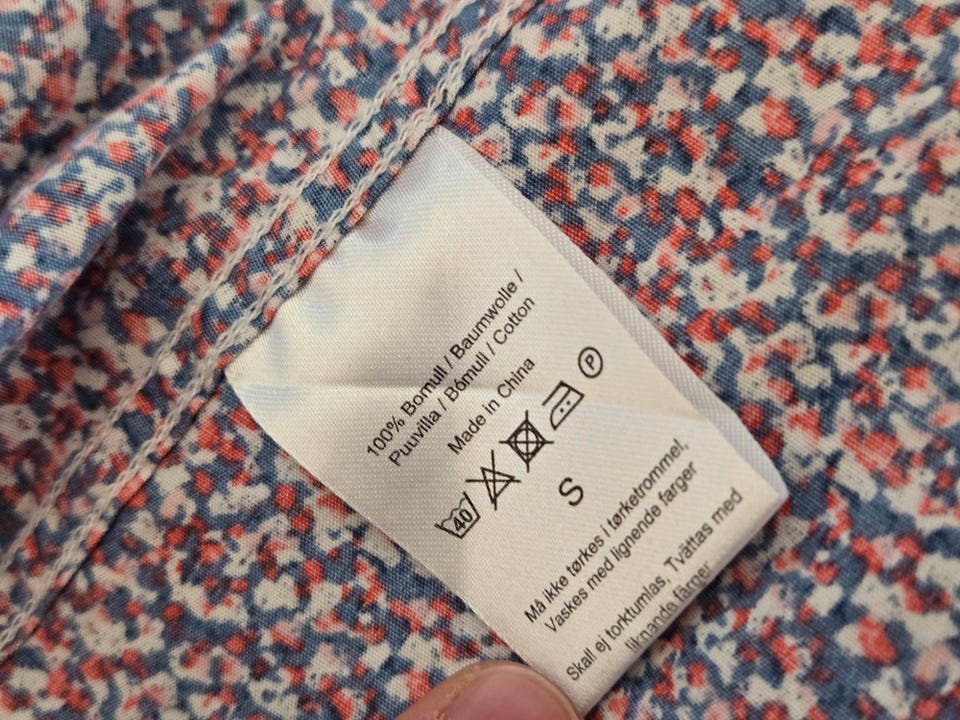 100% Bomull / Baumwolle /
Puuvilla / Bómull / Cotton
Made in China
40 P
S
Må ikke tørkes i tørketrommel,
Vaskes med lignende farger
Skall ej torktumlas, Tvättas med
liknande färger